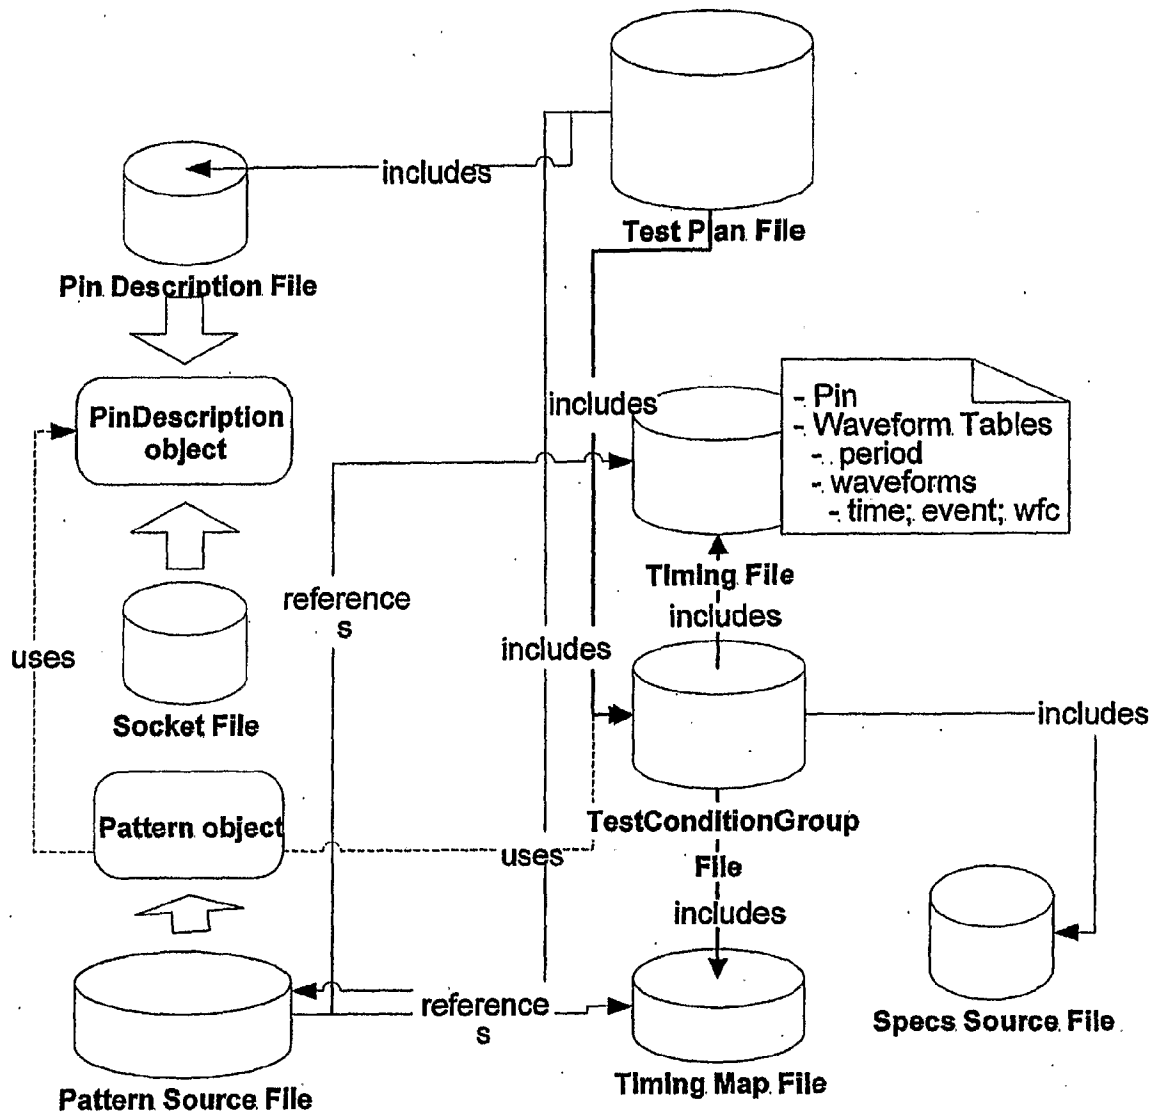 includes
Test Plan File
Pin Description File
PinDescription
object
includes
- Pin
- Waveform Tables
- period
- waveforms
- time; event; wfc
Timing File
includes
reference
s
uses
includes
Socket File
includes
Pattern object
TestConditionGroup
File
uses
includes
reference
s
Specs Source File
Pattern Source File
Timing Map File